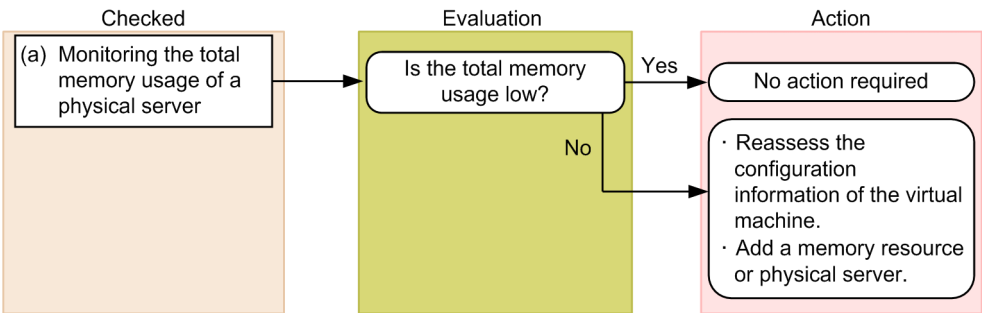 Checked
Evaluation
Action
(a) Monitoring the total
memory usage of a
physical server
Is the total memory
usage low?
Yes
No action required
No
· Reassess the
configuration
information of the virtual
machine.
· Add a memory resource
or physical server.